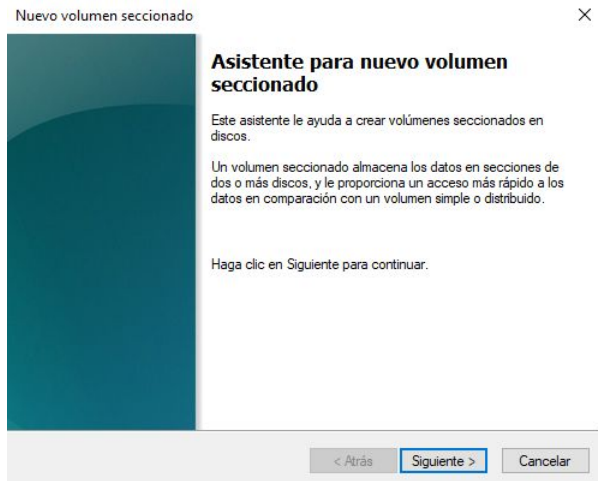 Nuevo volumen seccionado
Asistente para nuevo volumen
seccionado
Este asistente le ayuda a crear volúmenes seccionados en
discos.
Un volumen seccionado almacena los datos en secciones de
dos o más discos, y le proporciona un acceso más rápido a los
datos en comparación con un volumen simple o distribuido.
Haga clic en Siguiente para continuar.
< Atrás Siguiente > Cancelar